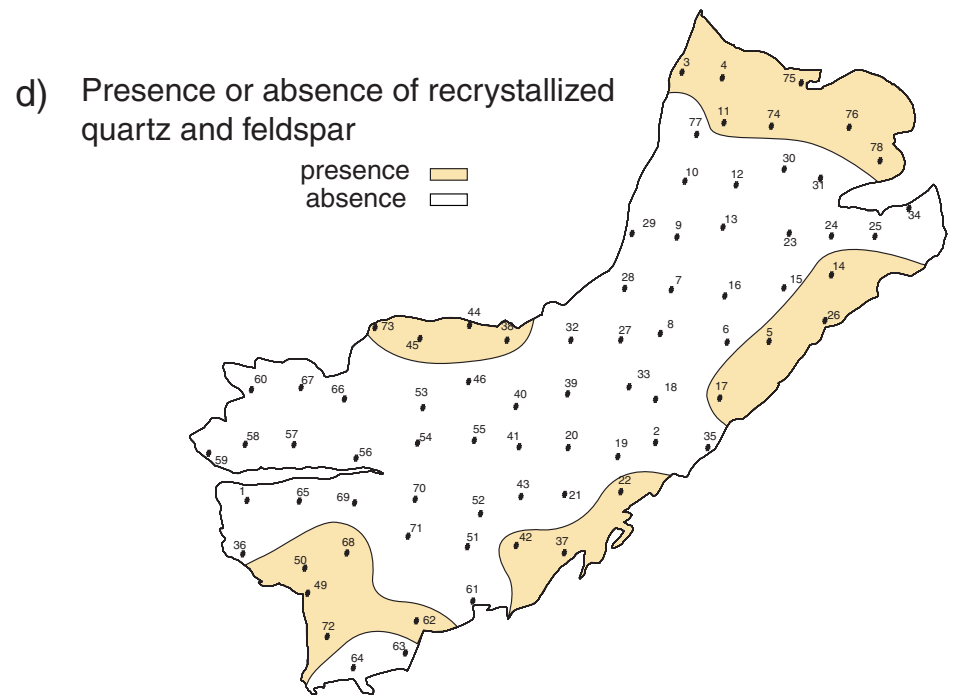 d) Presence or absence of recrystallized
quartz and feldspar
presence
absence
3 4 75
11 74 76
77 78
30
10 12 31
34
29 9 13 23 24 25
14
28 7 16 15
26
73 44 38 45
32 27 8 6 5
60 67 66 46 39 33 18 17
53 40
58 57 54 55 41 20 19 2 35
59 56
1 65 69 70 43 21 22
52
71 51 42 37
36 68
50
49 61
72 62
63
64